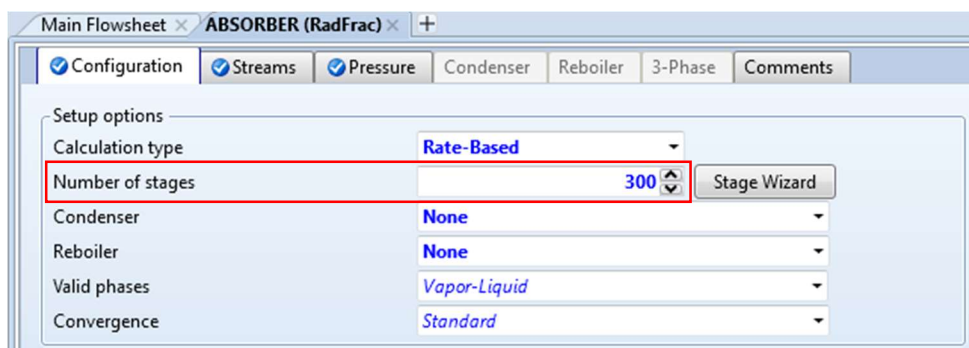 Main Flowsheet × ABSORBER (RadFrac) × +
Configuration Streams Pressure Condenser Reboiler 3-Phase Comments
Setup options
Calculation type Rate-Based
Number of stages 300 Stage Wizard
Condenser None
Reboiler None
Valid phases Vapor-Liquid
Convergence Standard